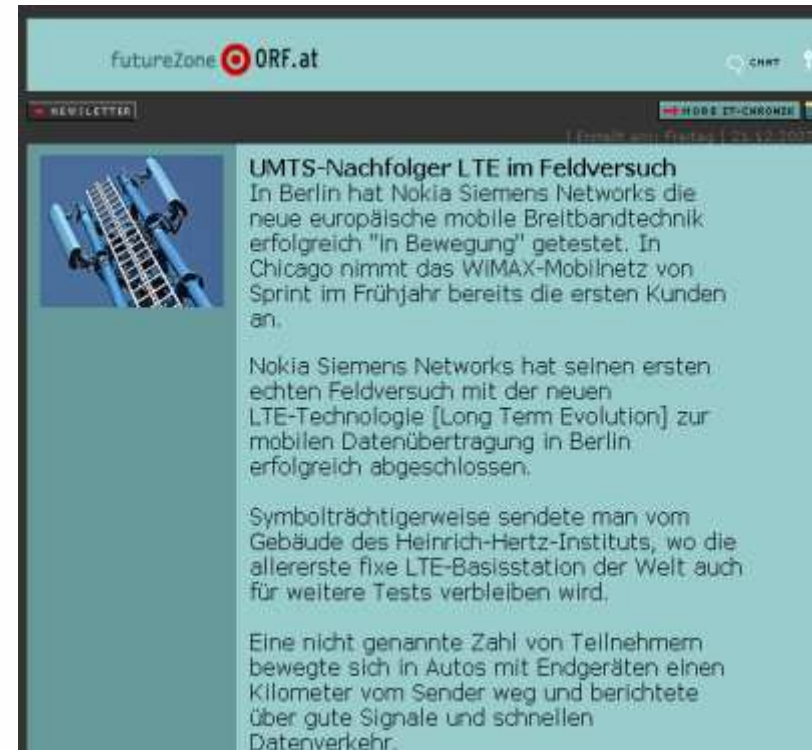 futureZone ORF.at
CHAT
NEWSLETTER
MORE IT-CHRONIK
| Erstellt am: Freitag | 21.12.2007
UMTS-Nachfolger LTE im Feldversuch
In Berlin hat Nokia Siemens Networks die
neue europäische mobile Breitbandtechnik
erfolgreich "in Bewegung" getestet. In
Chicago nimmt das WiMAX-Mobilnetz von
Sprint im Frühjahr bereits die ersten Kunden
an.
Nokia Siemens Networks hat seinen ersten
echten Feldversuch mit der neuen
LTE-Technologie [Long Term Evolution] zur
mobilen Datenübertragung in Berlin
erfolgreich abgeschlossen.
Symbolträchtigerweise sendete man vom
Gebäude des Heinrich-Hertz-Instituts, wo die
allererste fixe LTE-Basisstation der Welt auch
für weitere Tests verbleiben wird.
Eine nicht genannte Zahl von Teilnehmern
bewegte sich in Autos mit Endgeräten einen
Kilometer vom Sender weg und berichtete
über gute Signale und schnellen
Datenverkehr.